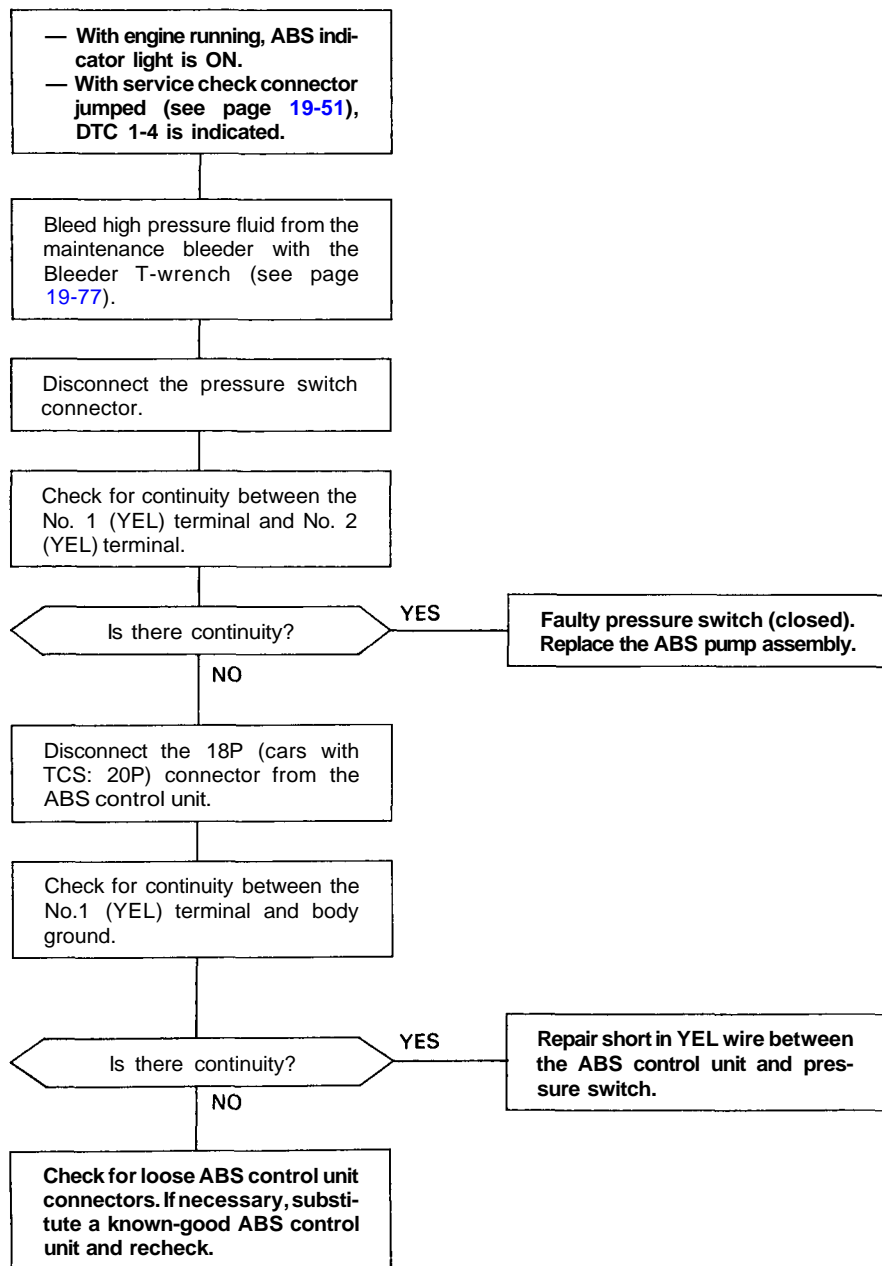 — With engine running, ABS indi-
cator light is ON.
— With service check connector
jumped (see page 19-51),
DTC 1-4 is indicated.
Bleed high pressure fluid from the
maintenance bleeder with the
Bleeder T-wrench (see page
19-77).
Disconnect the pressure switch
connector.
Check for continuity between the
No. 1 (YEL) terminal and No. 2
(YEL) terminal.
Is there continuity?
YES
Faulty pressure switch (closed).
Replace the ABS pump assembly.
NO
Disconnect the 18P (cars with
TCS: 20P) connector from the
ABS control unit.
Check for continuity between the
No.1 (YEL) terminal and body
ground.
Is there continuity?
YES
Repair short in YEL wire between
the ABS control unit and pres-
sure switch.
NO
Check for loose ABS control unit
connectors. If necessary, substi-
tute a known-good ABS control
unit and recheck.